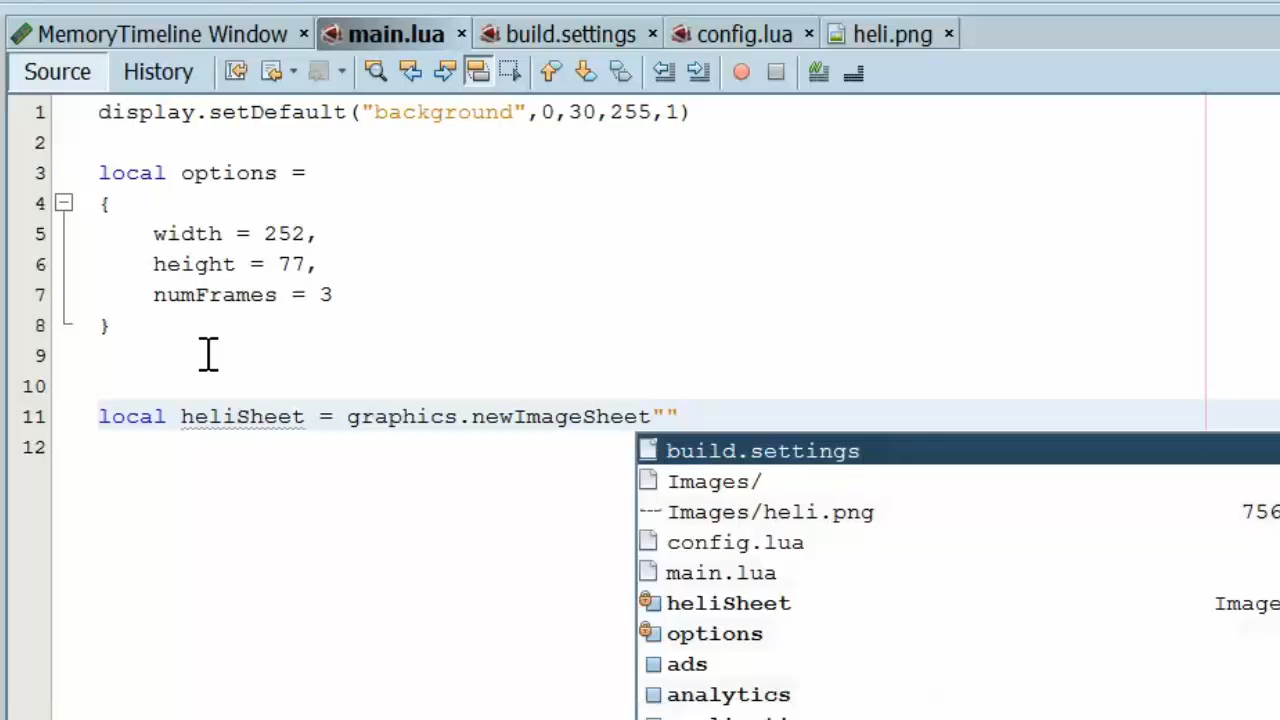 MemoryTimeline Window × main.lua × build.settings × config.lua × heli.png ×
Source History
1 display.setDefault("background",0,30,255,1)
2
3 local options =
4 {
5 width = 252,
6 height = 77,
7 numFrames = 3
8 }
9
10
11 local heliSheet = graphics.newImageSheet""
12
build.settings
Images/
Images/heli.png 756
config.lua
main.lua
heliSheet Image
options
ads
analytics